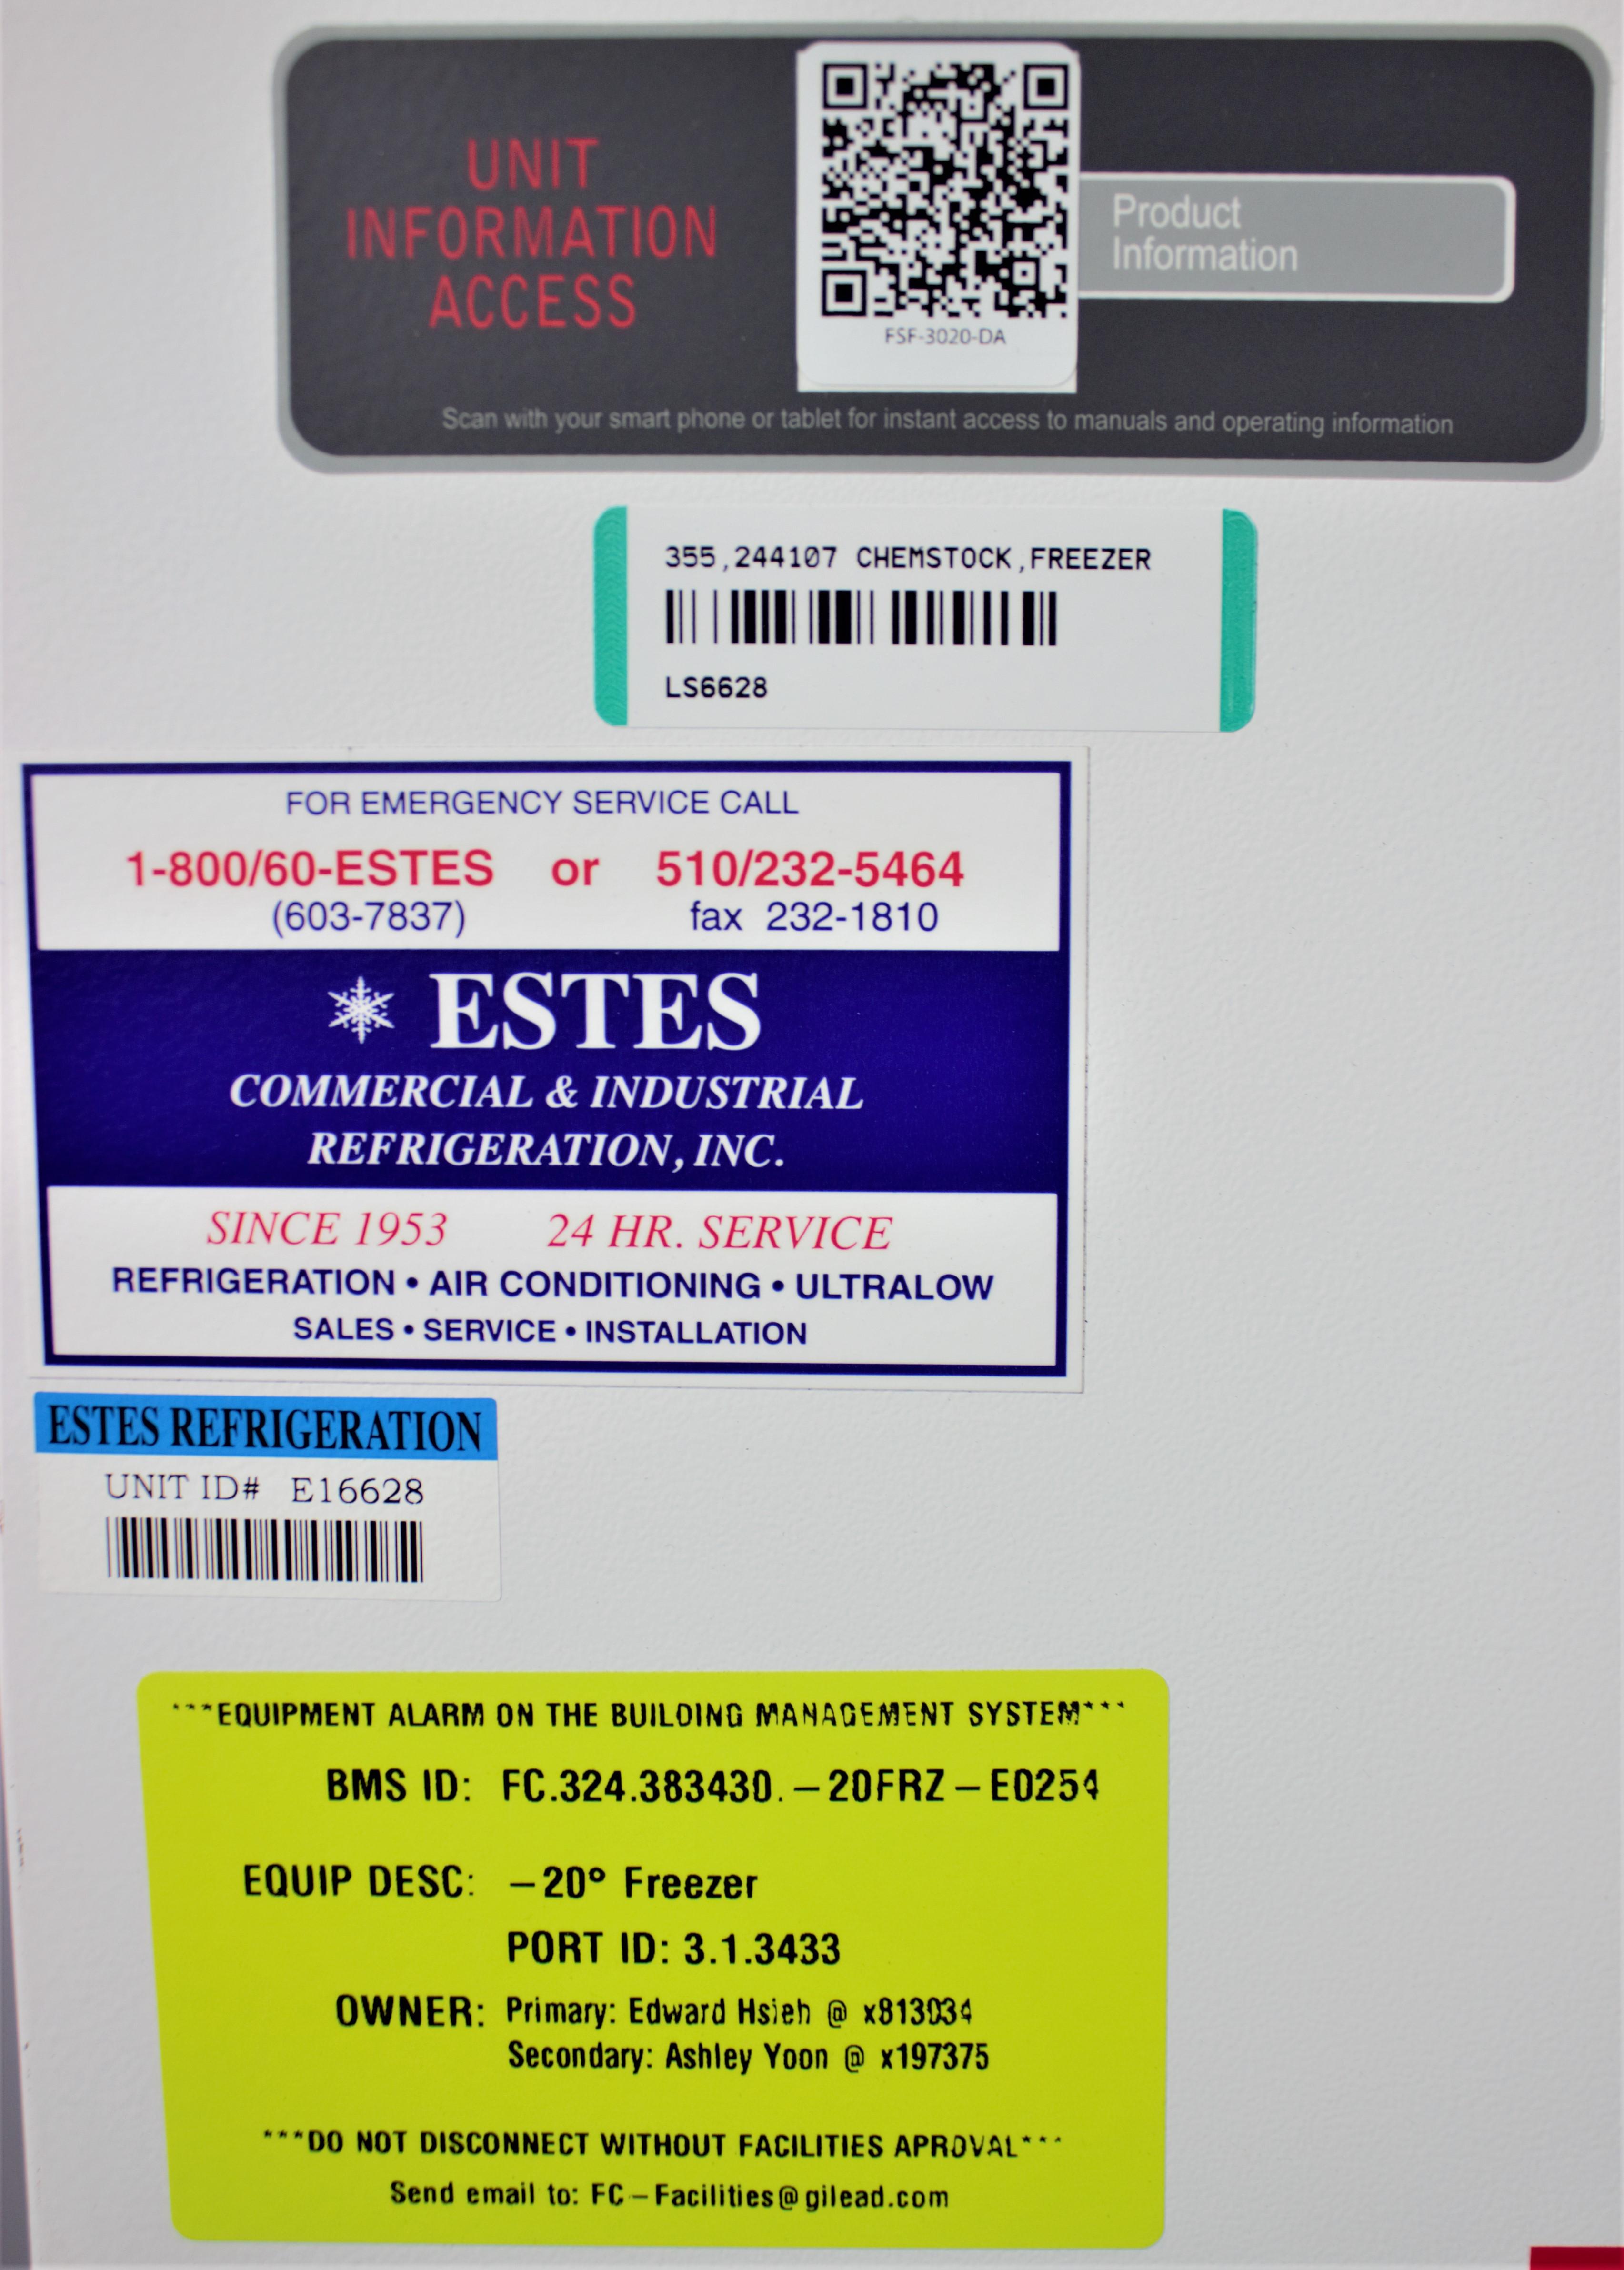 UNIT
INFORMATION
ACCESS
FSF-3020-DA
Product
Information
Scan with your smart phone or tablet for instant access to manuals and operating information
355,244107 CHEMSTOCK,FREEZER
LS6628
FOR EMERGENCY SERVICE CALL
1-800/60-ESTES or 510/232-5464
(603-7837) fax 232-1810
ESTES
COMMERCIAL & INDUSTRIAL
REFRIGERATION, INC.
SINCE 1953 24 HR. SERVICE
REFRIGERATION • AIR CONDITIONING • ULTRALOW
SALES • SERVICE • INSTALLATION
ESTES REFRIGERATION
UNIT ID# E16628
***EQUIPMENT ALARM ON THE BUILDING MANAGEMENT SYSTEM***
BMS ID: FC.324.383430.-20FRZ-E0254
EQUIP DESC: -20° Freezer
PORT ID: 3.1.3433
OWNER: Primary: Edward Hsieh @ x813034
Secondary: Ashley Yoon @ x197375
***DO NOT DISCONNECT WITHOUT FACILITIES APROVAL***
Send email to: FC-Facilities@gilead.com